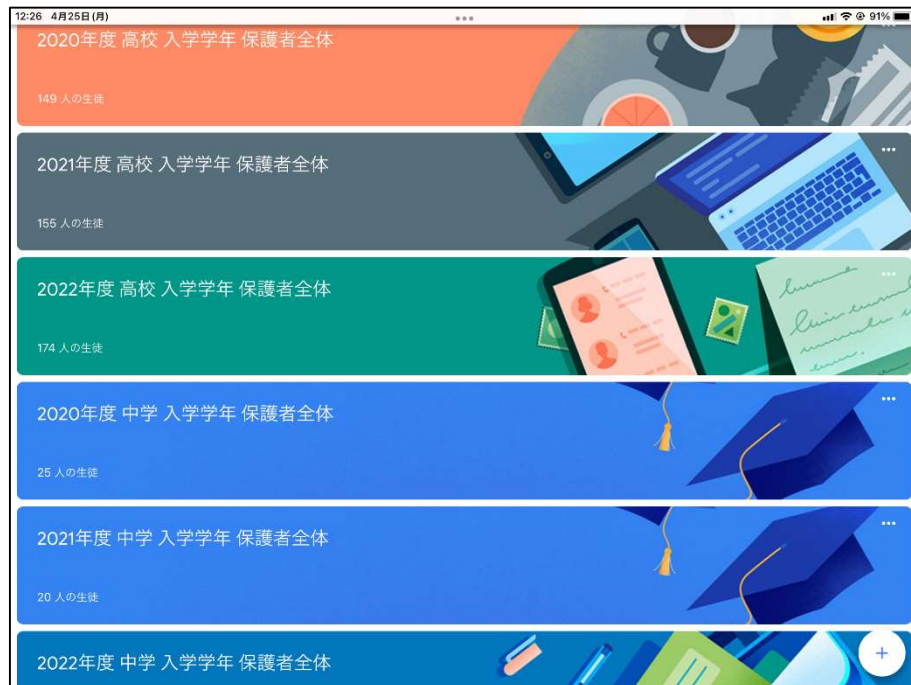 12:26 4月25日(月)
91%
2020年度 高校 入学学年 保護者全体
149 人の生徒
2021年度 高校 入学学年 保護者全体
155 人の生徒
2022年度 高校 入学学年 保護者全体
174 人の生徒
2020年度 中学 入学学年 保護者全体
25 人の生徒
2021年度 中学 入学学年 保護者全体
20 人の生徒
2022年度 中学 入学学年 保護者全体